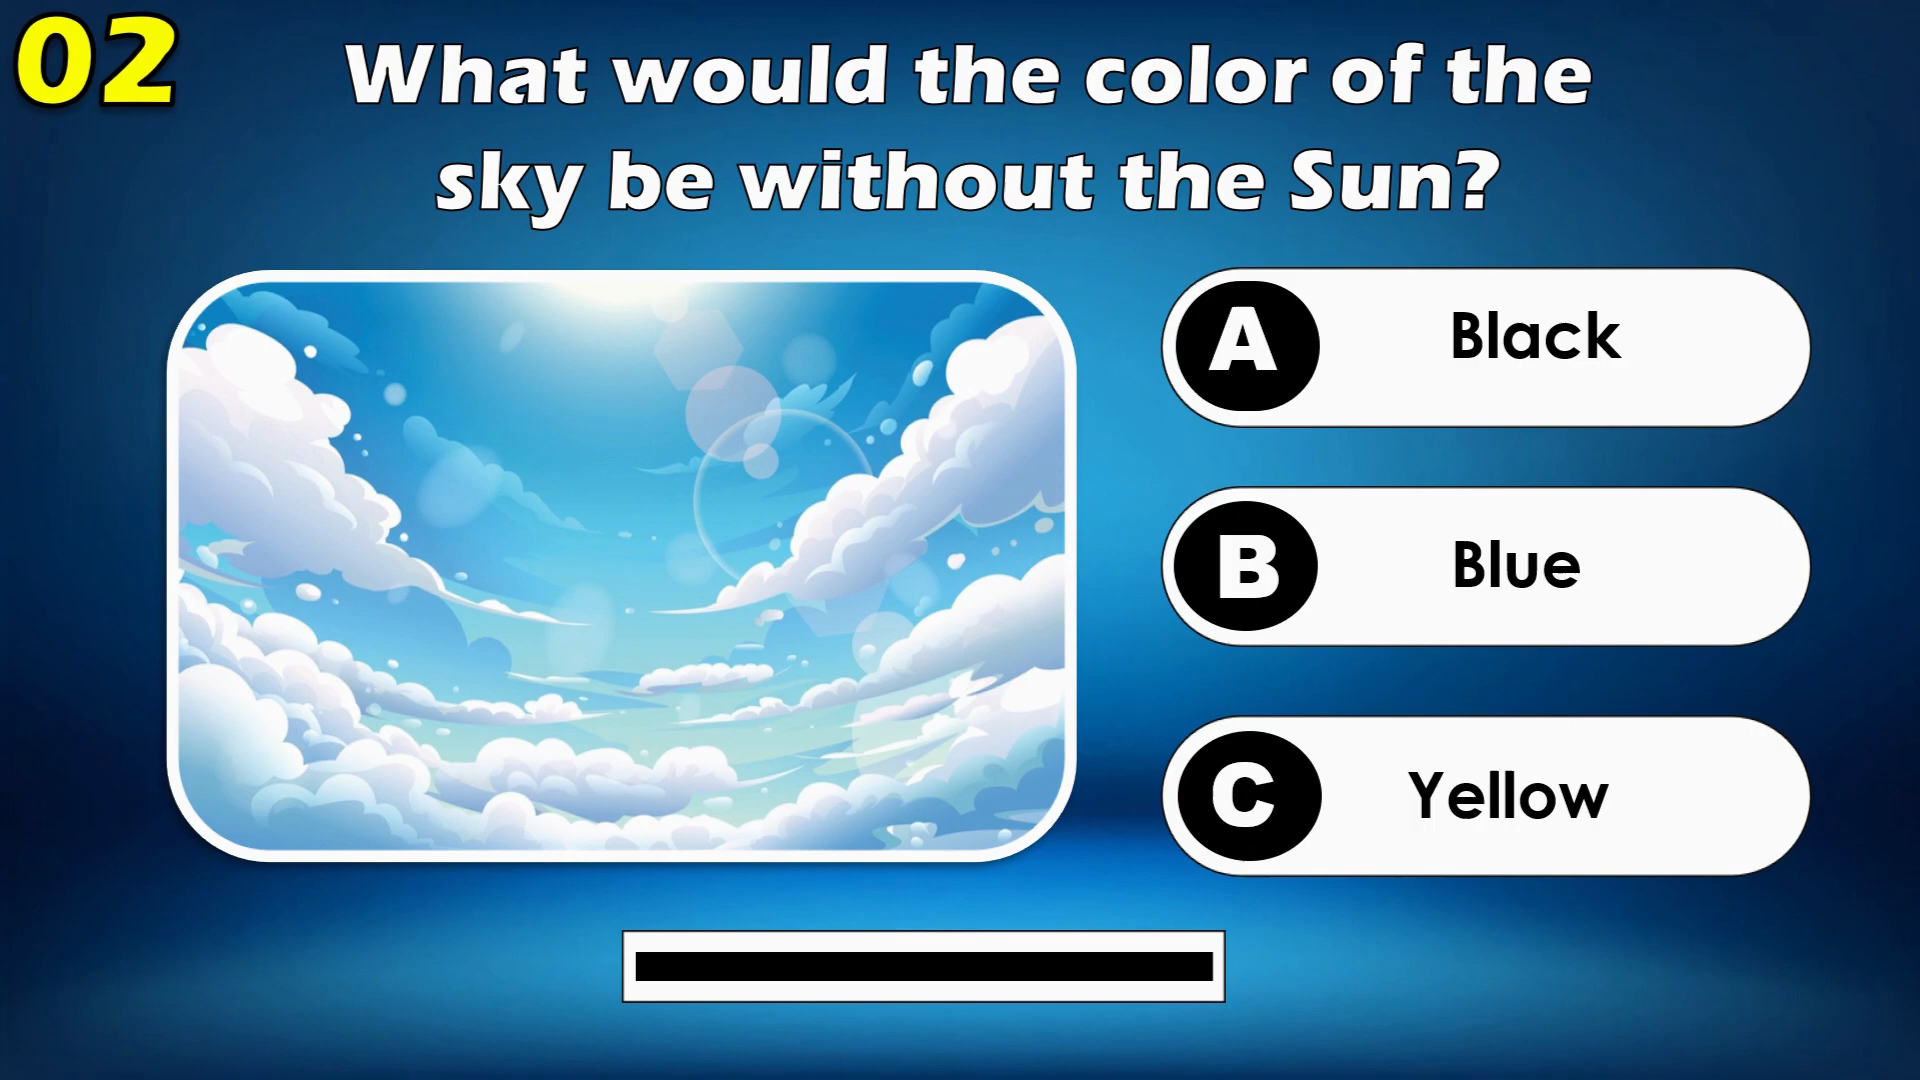 02
What would the color of the
sky be without the Sun?
A Black
B Blue
C Yellow